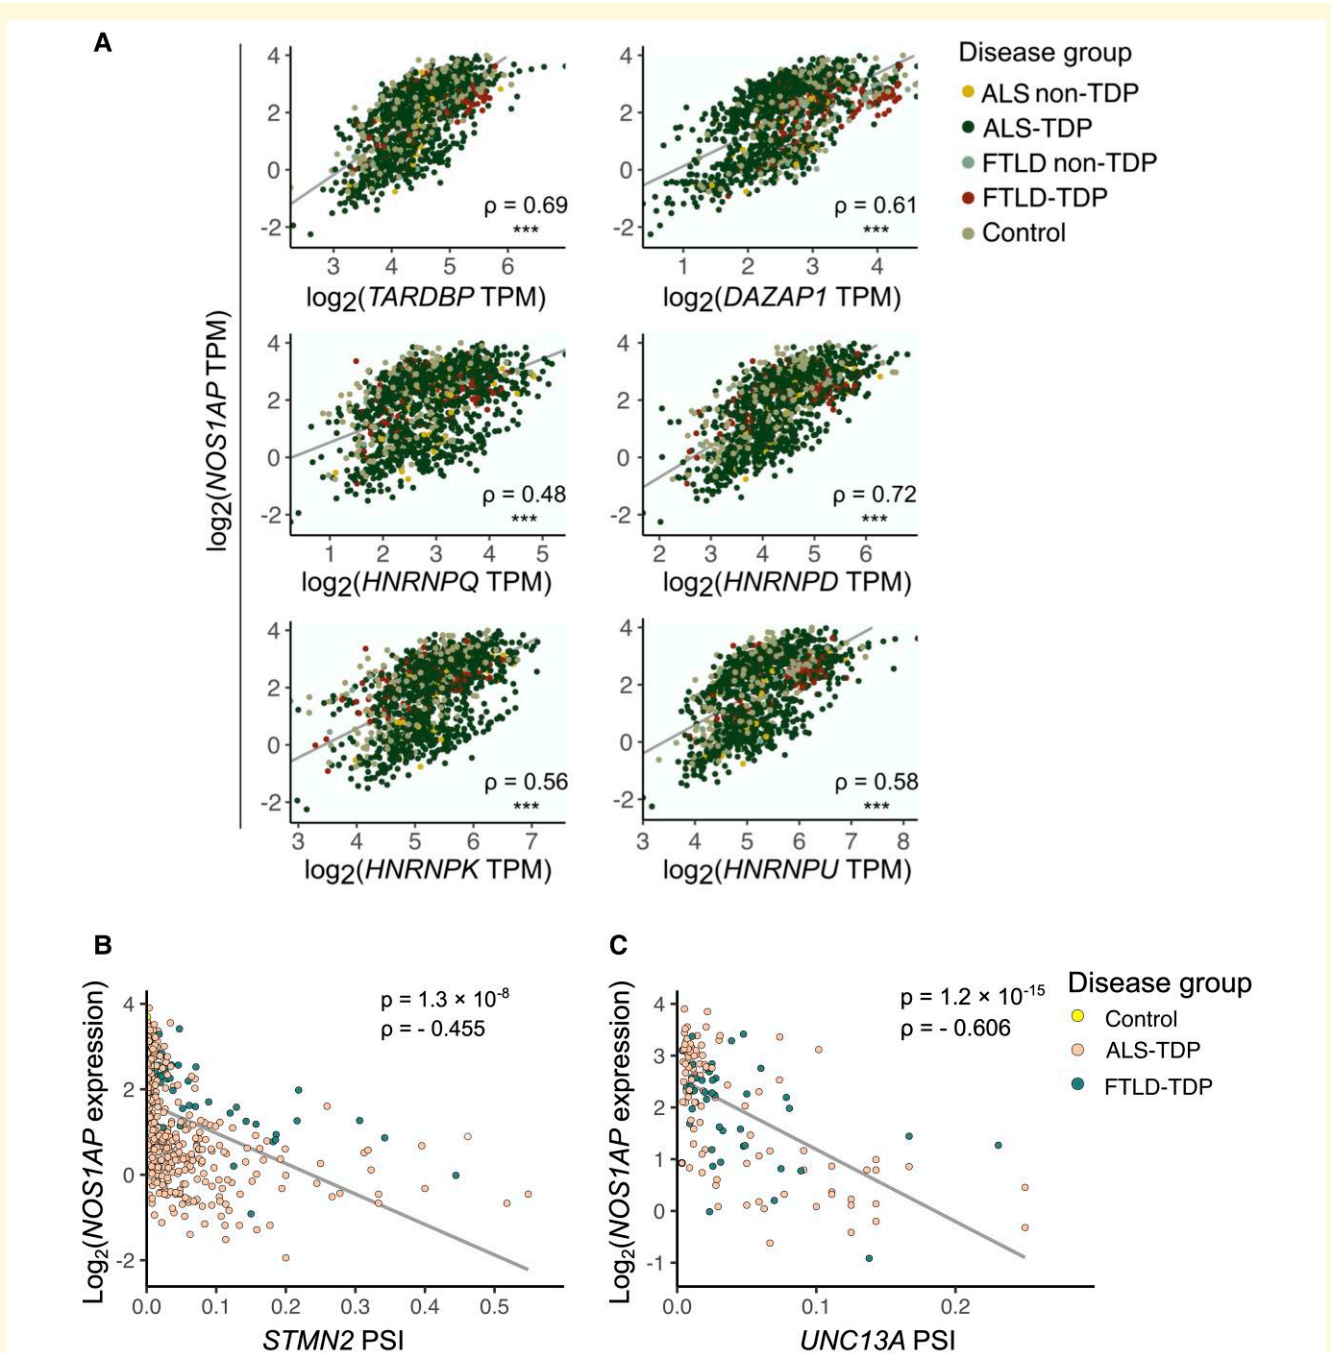 A
Disease group
ALS non-TDP
ALS-TDP
FTLD non-TDP
FTLD-TDP
Control
log2(NOS1AP TPM)
4
2
0
-2
ρ = 0.69
***
3 4 5 6
log2(TARDBP TPM)
4
2
0
-2
ρ = 0.61
***
1 2 3 4
log2(DAZAP1 TPM)
4
2
0
-2
ρ = 0.48
***
1 2 3 4 5
log2(HNRNPQ TPM)
4
2
0
-2
ρ = 0.72
***
2 3 4 5 6
log2(HNRNPD TPM)
4
2
0
-2
ρ = 0.56
***
3 4 5 6 7
log2(HNRNPK TPM)
4
2
0
-2
ρ = 0.58
***
3 4 5 6 7 8
log2(HNRNPU TPM)
B
Log2(NOS1AP expression)
4
2
0
-2
p = 1.3 × 10-8
ρ = - 0.455
0.0 0.1 0.2 0.3 0.4 0.5
STMN2 PSI
C
Log2(NOS1AP expression)
4
3
2
1
0
-1
p = 1.2 × 10-15
ρ = - 0.606
0.0 0.1 0.2
UNC13A PSI
Disease group
Control
ALS-TDP
FTLD-TDP